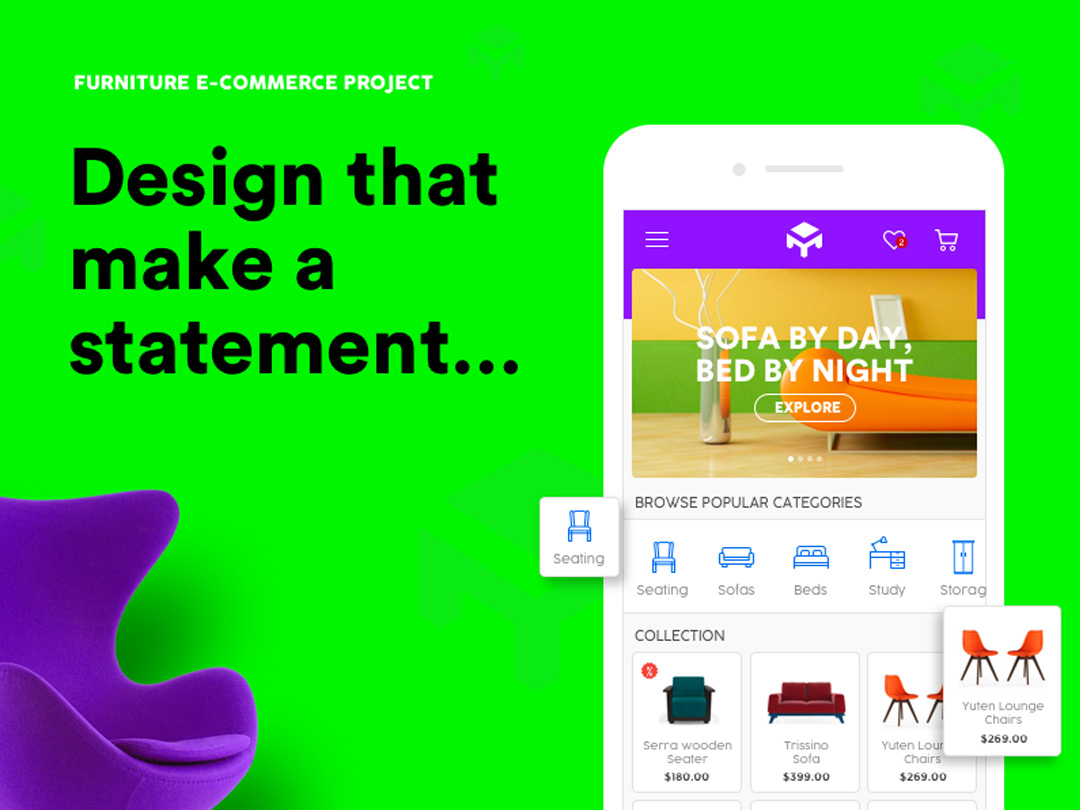 FURNITURE E-COMMERCE PROJECT
Design that
make a
statement...
2
SOFA BY DAY,
BED BY NIGHT
EXPLORE
BROWSE POPULAR CATEGORIES
Seating
Seating
Sofas
Beds
Study
Storag
COLLECTION
%
Serra wooden
Seater
$180.00
Trissino
Sofa
$399.00
Yuten Loun
Chairs
$269.00
Yuten Lounge
Chairs
$269.00